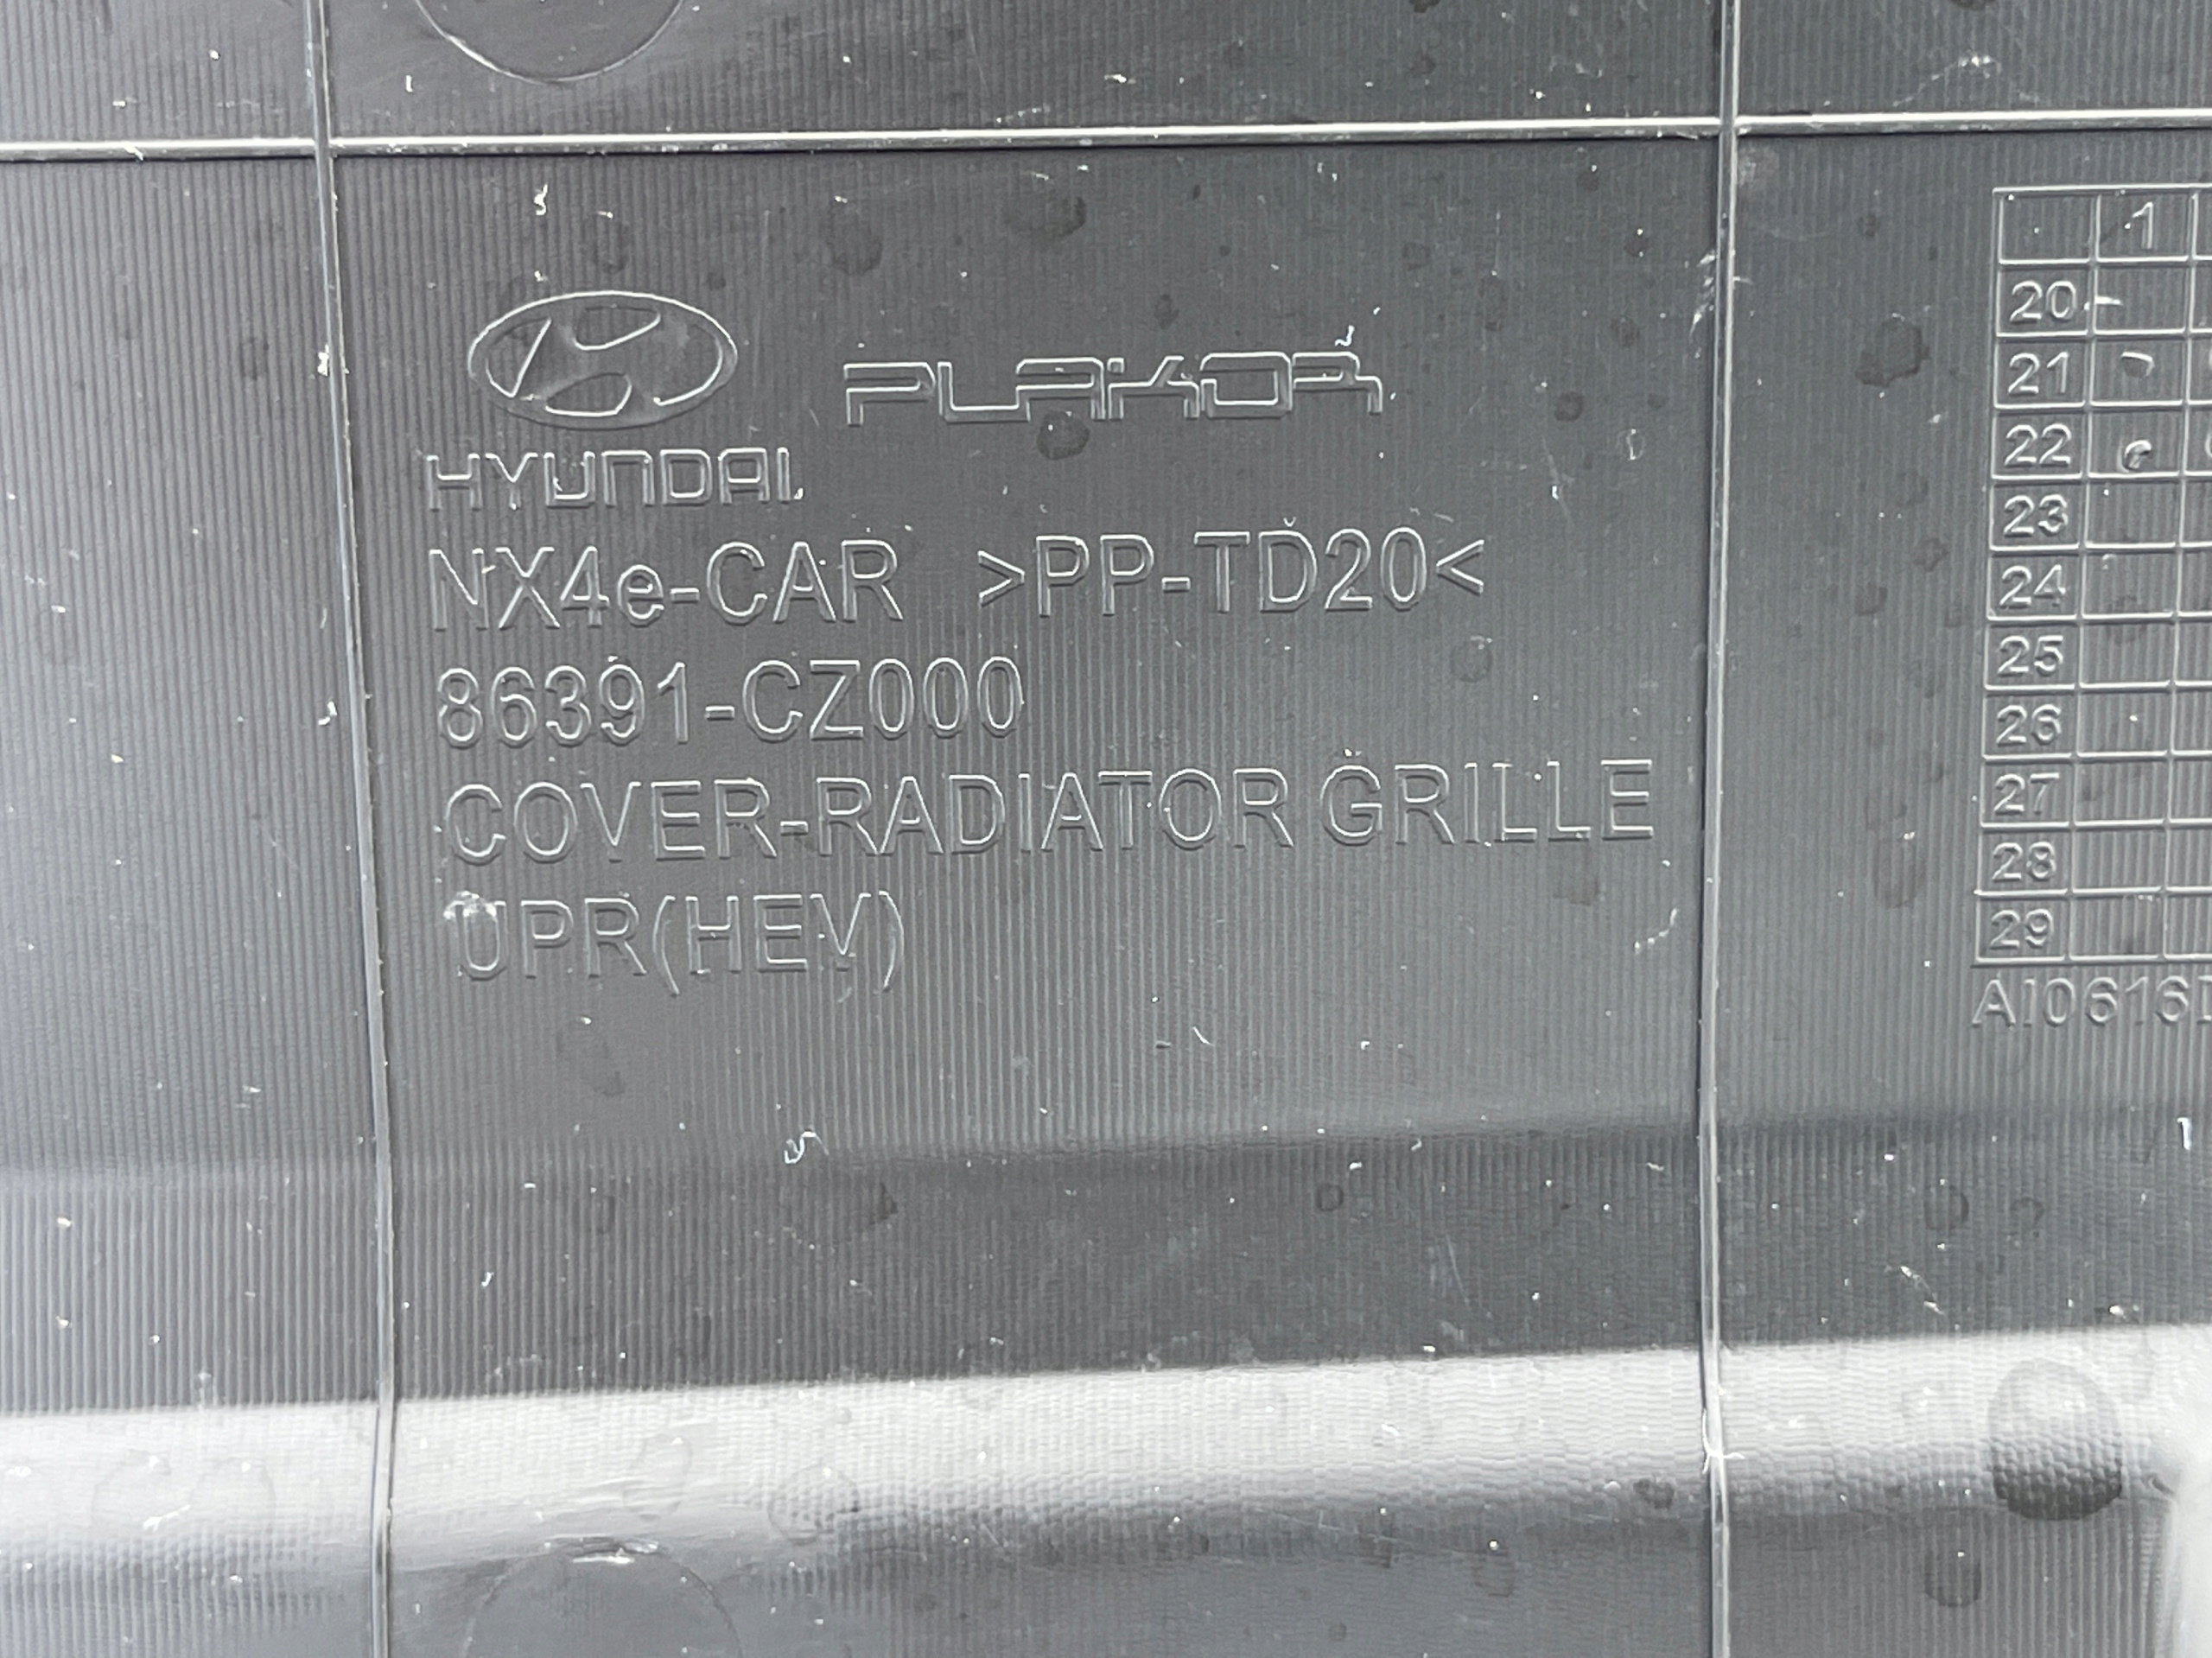 HYUNDAI
PLAKOR
NX4e-CAR >PP-TD20<
86391-CZ000
COVER-RADIATOR GRILLE
UPR(HEV)
1
20
21
22
23
24
25
26
27
28
29
AI0616